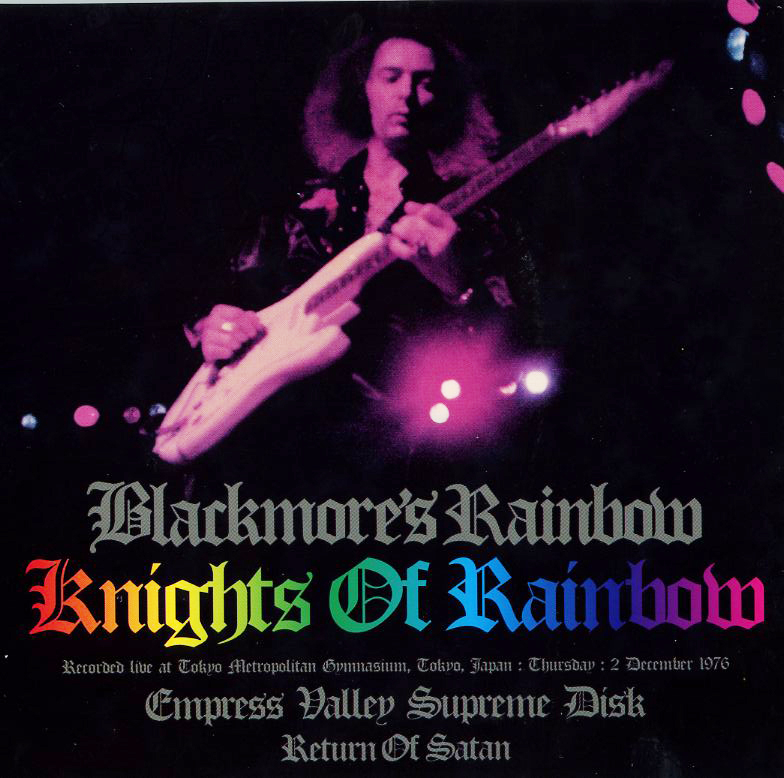 Blackmore's Rainbow
Knights Of Rainbow
Recorded live at Tokyo Metropolitan Gymnasium, Tokyo, Japan : Thursday : 2 December 1976
Empress Valley Supreme Disk
Return Of Satan